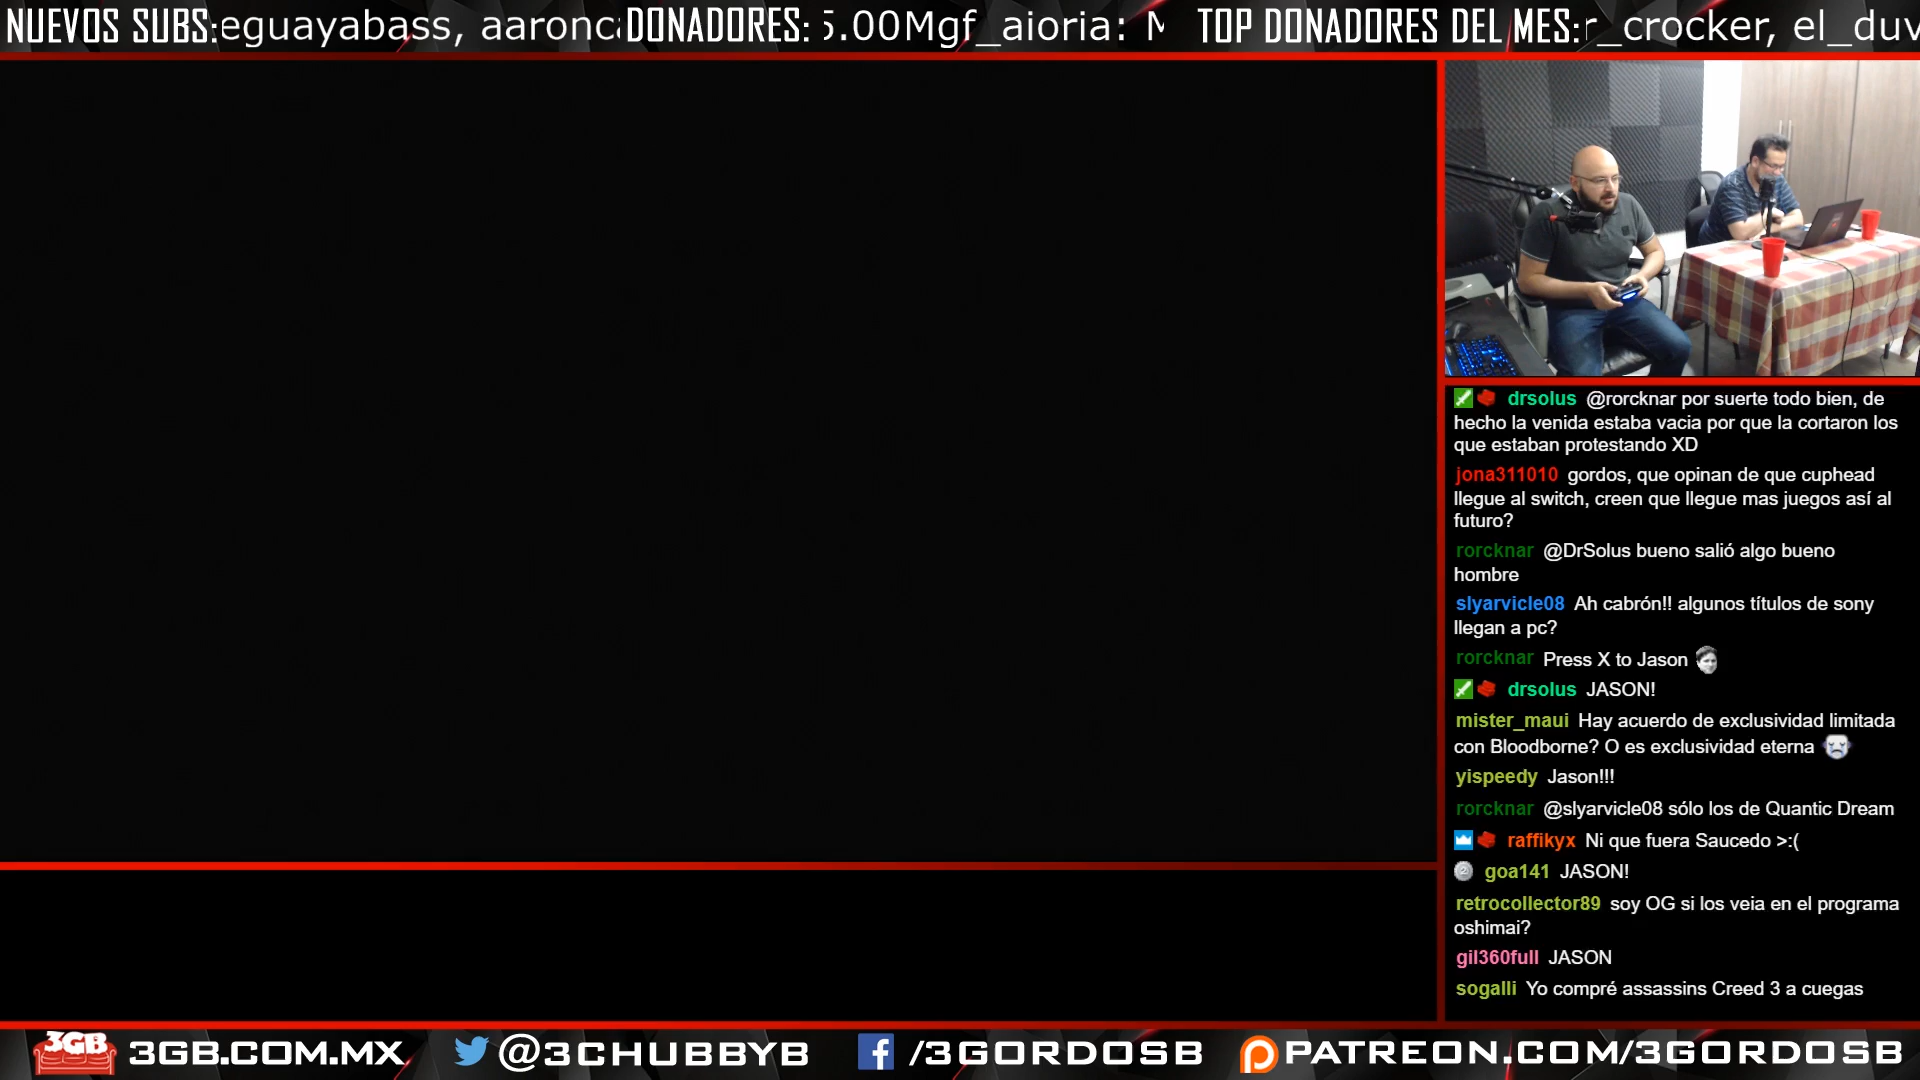 NUEVOS SUBS: eguayabass, aaronca DONADORES: 5.00Mgf_aioria: M TOP DONADORES DEL MES: r_crocker, el_duv
drsolus @rorcknar por suerte todo bien, de
hecho la venida estaba vacia por que la cortaron los
que estaban protestando XD
jona311010 gordos, que opinan de que cuphead
llegue al switch, creen que llegue mas juegos así al
futuro?
rorcknar @DrSolus bueno salió algo bueno
hombre
slyarvicle08 Ah cabrón!! algunos títulos de sony
llegan a pc?
rorcknar Press X to Jason
drsolus JASON!
mister_maui Hay acuerdo de exclusividad limitada
con Bloodborne? O es exclusividad eterna
yispeedy Jason!!!
rorcknar @slyarvicle08 sólo los de Quantic Dream
raffikyx Ni que fuera Saucedo >:(
goa141 JASON!
retrocollector89 soy OG si los veia en el programa
oshimai?
gil360full JASON
sogalli Yo compré assassins Creed 3 a cuegas
3GB 3GB.COM.MX @3CHUBBYB /3GORDOSB PATREON.COM/3GORDOSB